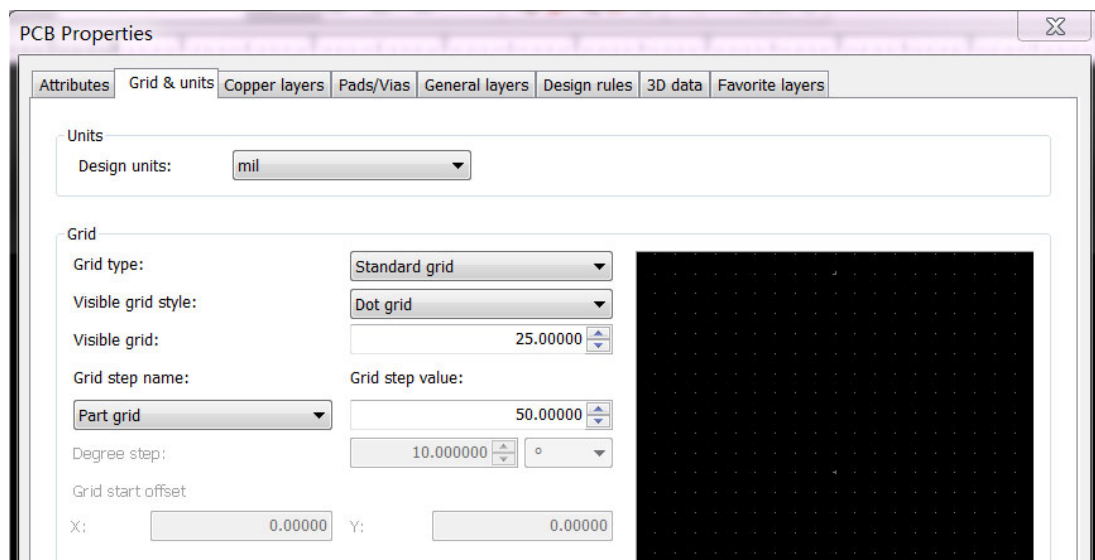 PCB Properties
Attributes Grid & units Copper layers Pads/Vias General layers Design rules 3D data Favorite layers
Units
Design units: mil
Grid
Grid type: Standard grid
Visible grid style: Dot grid
Visible grid: 25.00000
Grid step name: Grid step value:
Part grid 50.00000
Degree step: 10.000000 °
Grid start offset
X: 0.00000 Y: 0.00000